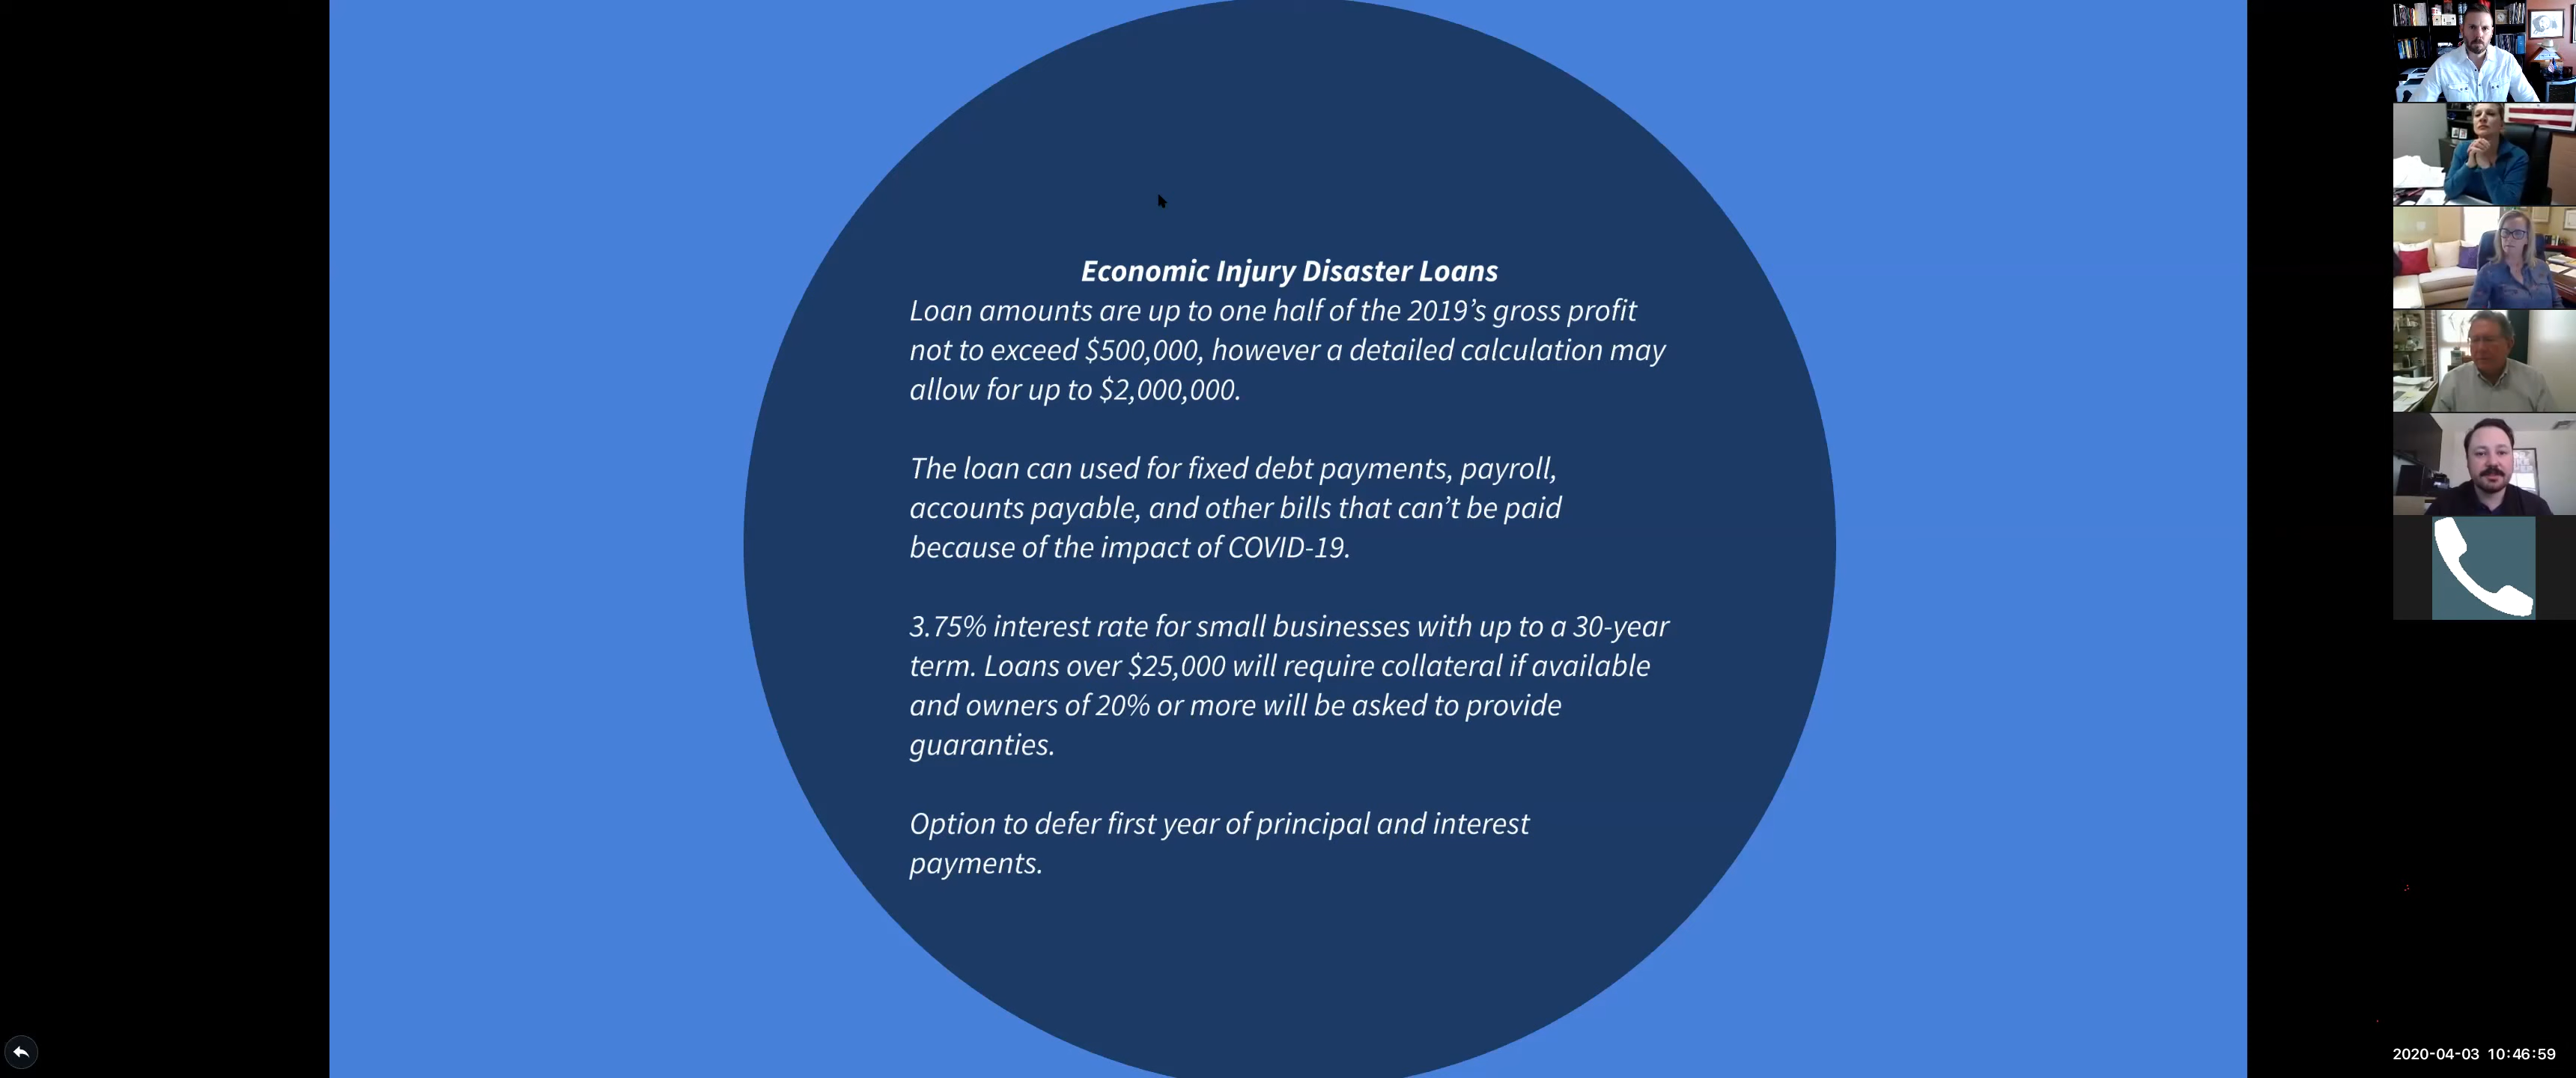 Economic Injury Disaster Loans
Loan amounts are up to one half of the 2019’s gross profit
not to exceed $500,000, however a detailed calculation may
allow for up to $2,000,000.
The loan can used for fixed debt payments, payroll,
accounts payable, and other bills that can’t be paid
because of the impact of COVID-19.
3.75% interest rate for small businesses with up to a 30-year
term. Loans over $25,000 will require collateral if available
and owners of 20% or more will be asked to provide
guaranties.
Option to defer first year of principal and interest
payments.
2020-04-03 10:46:59